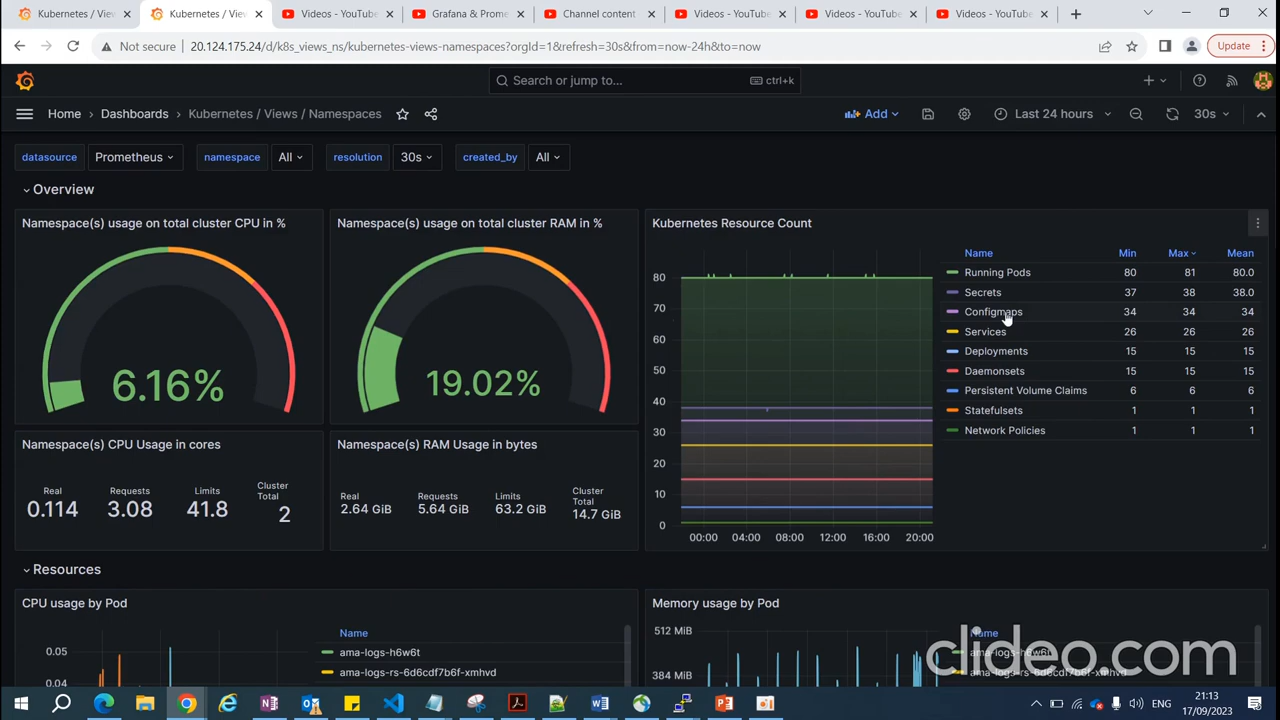 Kubernetes / View
Kubernetes / View
Videos - YouTube
Grafana & Prome
Channel content
Videos - YouTube
Videos - YouTube
Videos - YouTube
Not secure
20.124.175.24/d/k8s_views_ns/kubernetes-views-namespaces?orgId=1&refresh=30s&from=now-24h&to=now
Update
Search or jump to...
ctrl+k
Home > Dashboards > Kubernetes / Views / Namespaces
Add
Last 24 hours
30s
datasource Prometheus namespace All resolution 30s created_by All
Overview
Namespace(s) usage on total cluster CPU in %
6.16%
Namespace(s) usage on total cluster RAM in %
19.02%
Kubernetes Resource Count
80
70
60
50
40
30
20
10
0
00:00 04:00 08:00 12:00 16:00 20:00
Name Min Max Mean
Running Pods 80 81 80.0
Secrets 37 38 38.0
Configmaps 34 34 34
Services 26 26 26
Deployments 15 15 15
Daemonsets 15 15 15
Persistent Volume Claims 6 6 6
Statefulsets 1 1 1
Network Policies 1 1 1
Namespace(s) CPU Usage in cores
Real Requests Limits Cluster Total
0.114 3.08 41.8 2
Namespace(s) RAM Usage in bytes
Real Requests Limits Cluster Total
2.64 GiB 5.64 GiB 63.2 GiB 14.7 GiB
Resources
CPU usage by Pod
0.05
0.04
Name
ama-logs-h6w6t
ama-logs-rs-6d6cdf7b6f-xmhvd
Memory usage by Pod
512 MiB
384 MiB
Name
ama-logs-h6w6t
ama-logs-rs-6d6cdf7b6f-xmhvd
clideo.com
ENG
21:13
17/09/2023